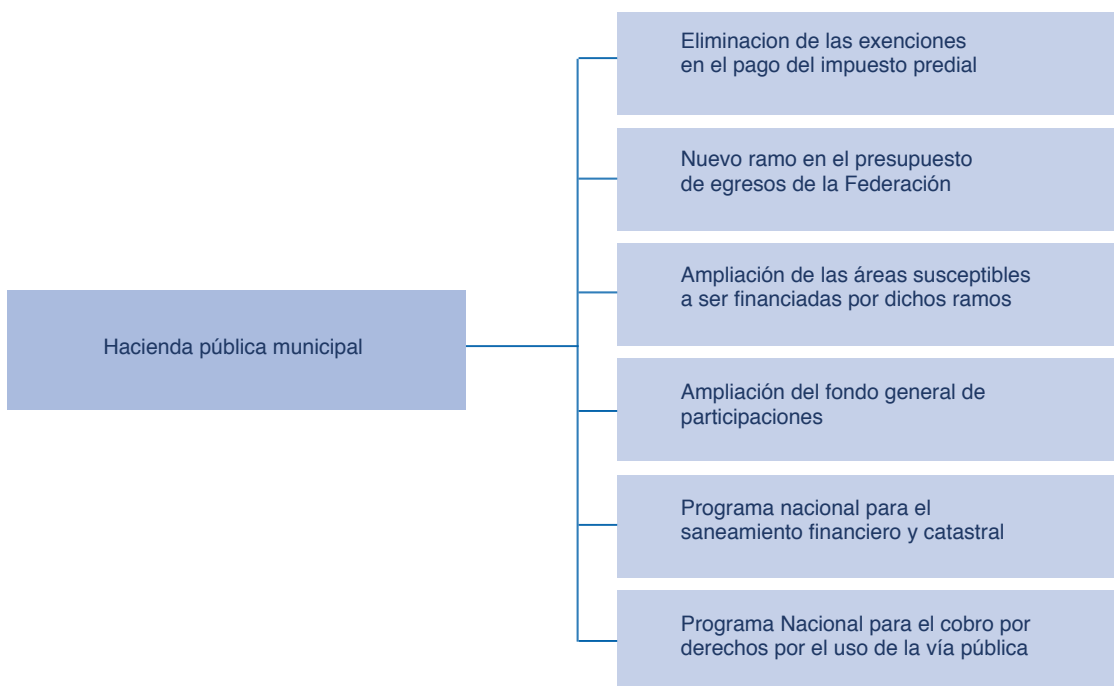 Hacienda pública municipal
Eliminacion de las exenciones
en el pago del impuesto predial
Nuevo ramo en el presupuesto
de egresos de la Federación
Ampliación de las áreas susceptibles
a ser financiadas por dichos ramos
Ampliación del fondo general de
participaciones
Programa nacional para el
saneamiento financiero y catastral
Programa Nacional para el cobro por
derechos por el uso de la vía pública